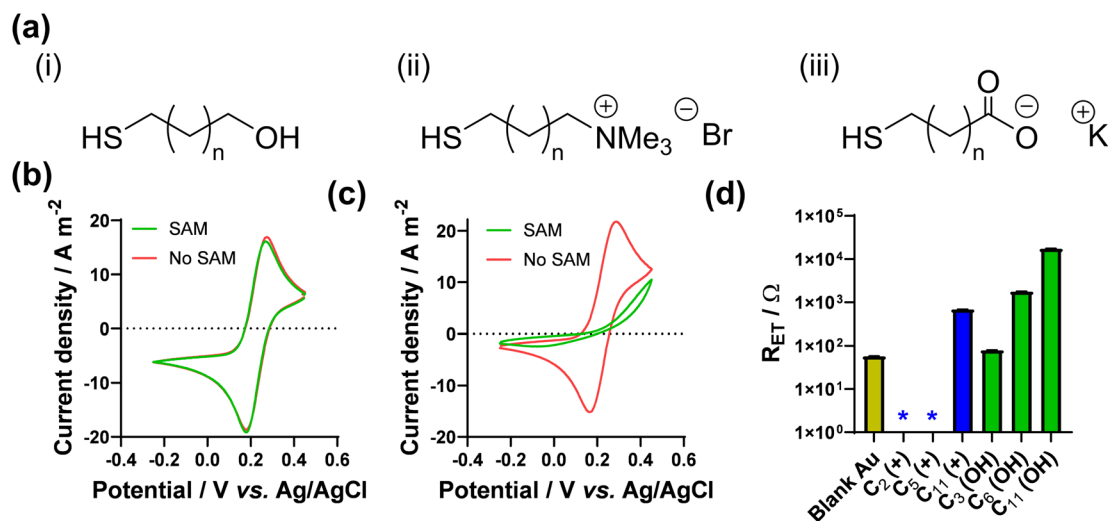 (a)
(i)
(ii)
(iii)
HS
n
OH
HS
n
NMe3
+
−
Br
HS
n
O
O
−
+
K
(b)
(c)
(d)
Current density / A m-2
20
10
0
-10
-20
SAM
No SAM
-0.4 -0.2 0.0 0.2 0.4 0.6
Potential / V vs. Ag/AgCl
Current density / A m-2
20
10
0
-10
-20
SAM
No SAM
-0.4 -0.2 0.0 0.2 0.4 0.6
Potential / V vs. Ag/AgCl
RET / Ω
1×10^5
1×10^4
1×10^3
1×10^2
1×10^1
1×10^0
* *
Blank Au
C2 (+)
C5 (+)
C11 (+)
C3 (OH)
C6 (OH)
C11 (OH)